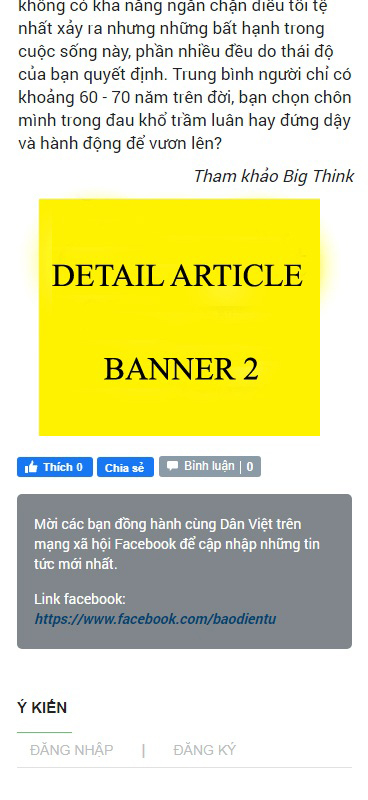 không có khả năng ngăn chặn điều tồi tệ
nhất xảy ra nhưng những bất hạnh trong
cuộc sống này, phần nhiều đều do thái độ
của bạn quyết định. Trung bình người chỉ có
khoảng 60 - 70 năm trên đời, bạn chọn chôn
mình trong đau khổ trầm luân hay đứng dậy
và hành động để vươn lên?
Tham khảo Big Think
DETAIL ARTICLE
BANNER 2
Thích 0 Chia sẻ Bình luận | 0
Mời các bạn đồng hành cùng Dân Việt trên
mạng xã hội Facebook để cập nhập những tin
tức mới nhất.
Link facebook:
https://www.facebook.com/baodientu
Ý KIẾN
ĐĂNG NHẬP | ĐĂNG KÝ